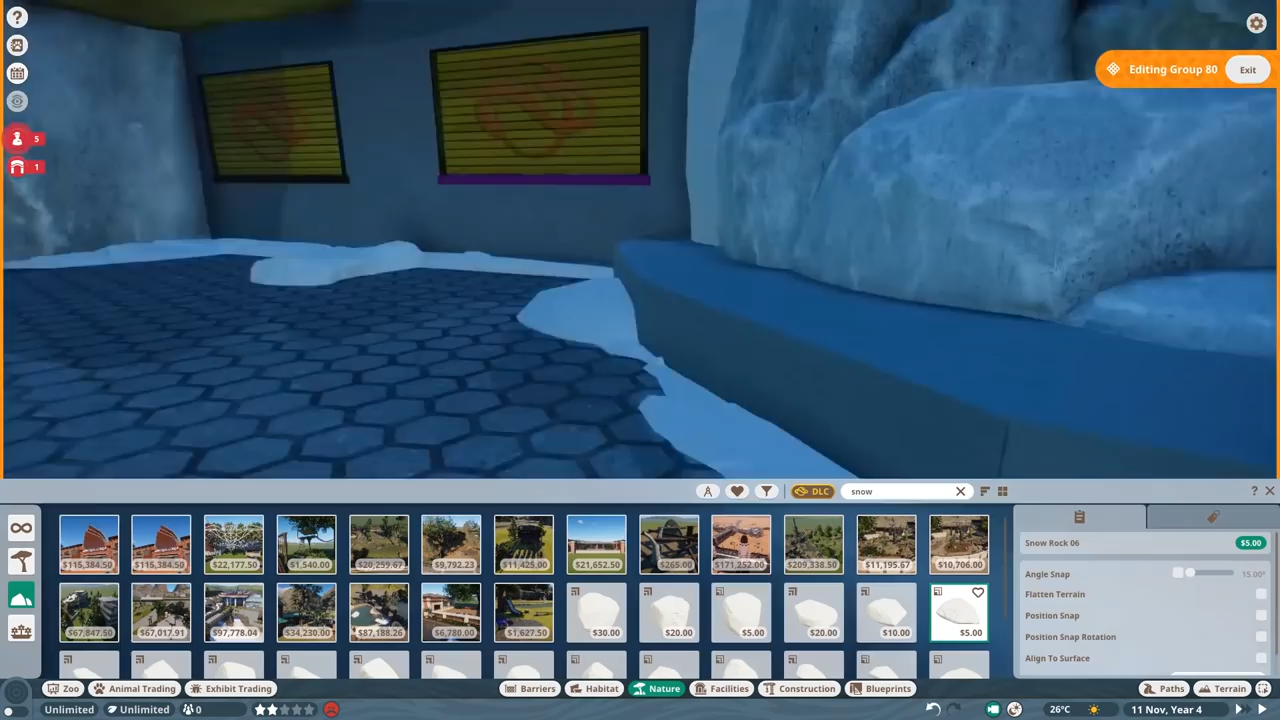 Editing Group 80
Exit
5
1
DLC
snow
$115,384.50
$115,384.50
$22,177.50
$1,540.00
$20,259.67
$9,792.23
$11,425.00
$21,652.50
$265.00
$171,252.00
$209,338.50
$11,195.67
$10,706.00
$67,847.50
$67,017.91
$97,778.04
$34,230.00
$87,188.26
$6,780.00
$1,627.50
$30.00
$20.00
$5.00
$20.00
$10.00
$5.00
Snow Rock 06
$5.00
Angle Snap
15.00°
Flatten Terrain
Position Snap
Position Snap Rotation
Align To Surface
Zoo
Animal Trading
Exhibit Trading
Barriers
Habitat
Nature
Facilities
Construction
Blueprints
Paths
Terrain
Unlimited
Unlimited
0
26°C
11 Nov, Year 4